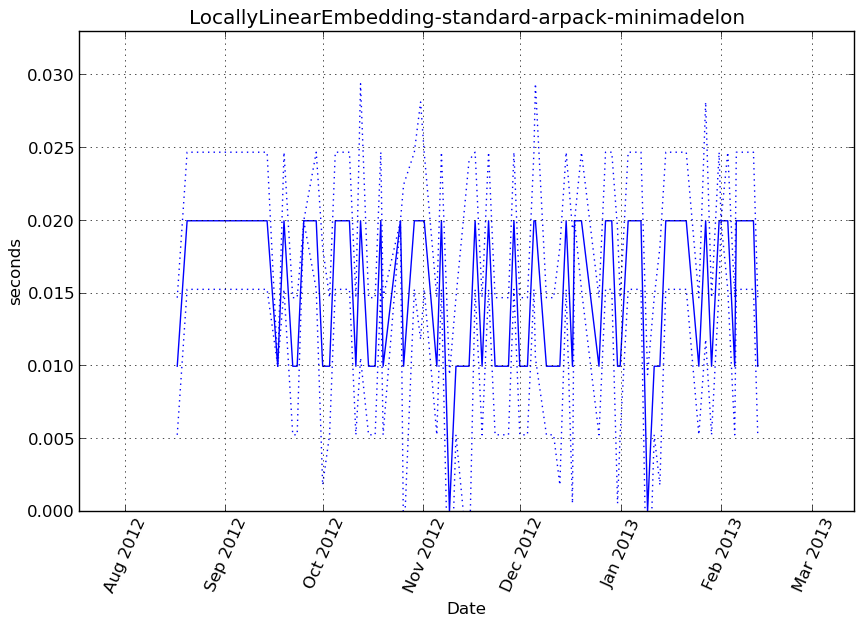 LocallyLinearEmbedding-standard-arpack-minimadelon
0.030
0.025
0.020
0.015
0.010
0.005
0.000
seconds
Aug 2012
Sep 2012
Oct 2012
Nov 2012
Dec 2012
Jan 2013
Feb 2013
Mar 2013
Date